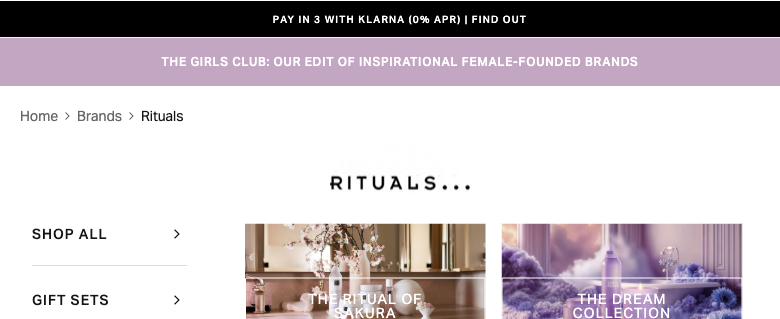 PAY IN 3 WITH KLARNA (0% APR) | FIND OUT
THE GIRLS CLUB: OUR EDIT OF INSPIRATIONAL FEMALE-FOUNDED BRANDS
Home > Brands > Rituals
RITUALS...
SHOP ALL >
GIFT SETS >
THE RITUAL OF
SAKURA
THE DREAM
COLLECTION